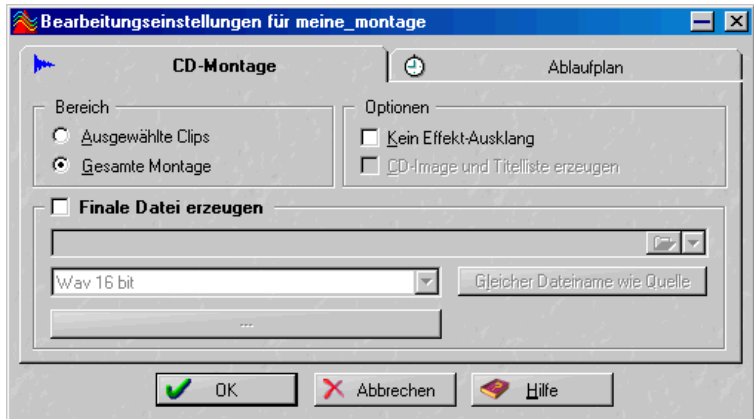 Bearbeitungseinstellungen für meine_montage
CD-Montage
Ablaufplan
Bereich
Ausgewählte Clips
Gesamte Montage
Optionen
Kein Effekt-Ausklang
CD-Image und Titelliste erzeugen
Finale Datei erzeugen
Wav 16 bit
Gleicher Dateiname wie Quelle
...
OK
Abbrechen
Hilfe